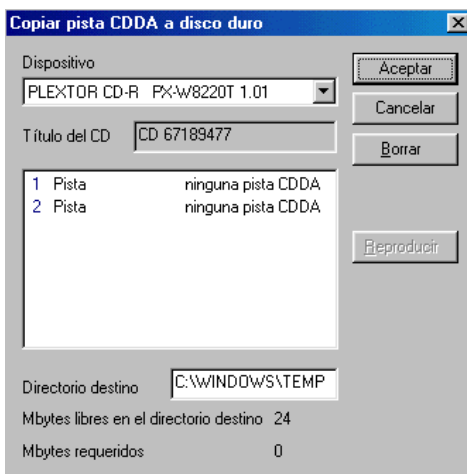 Copiar pista CDDA a disco duro
Dispositivo
PLEXTOR CD-R PX-W8220T 1.01
Aceptar
Cancelar
Título del CD CD 67189477
Borrar
1 Pista ninguna pista CDDA
2 Pista ninguna pista CDDA
Reproducir
Directorio destino C:\WINDOWS\TEMP
Mbytes libres en el directorio destino 24
Mbytes requeridos 0